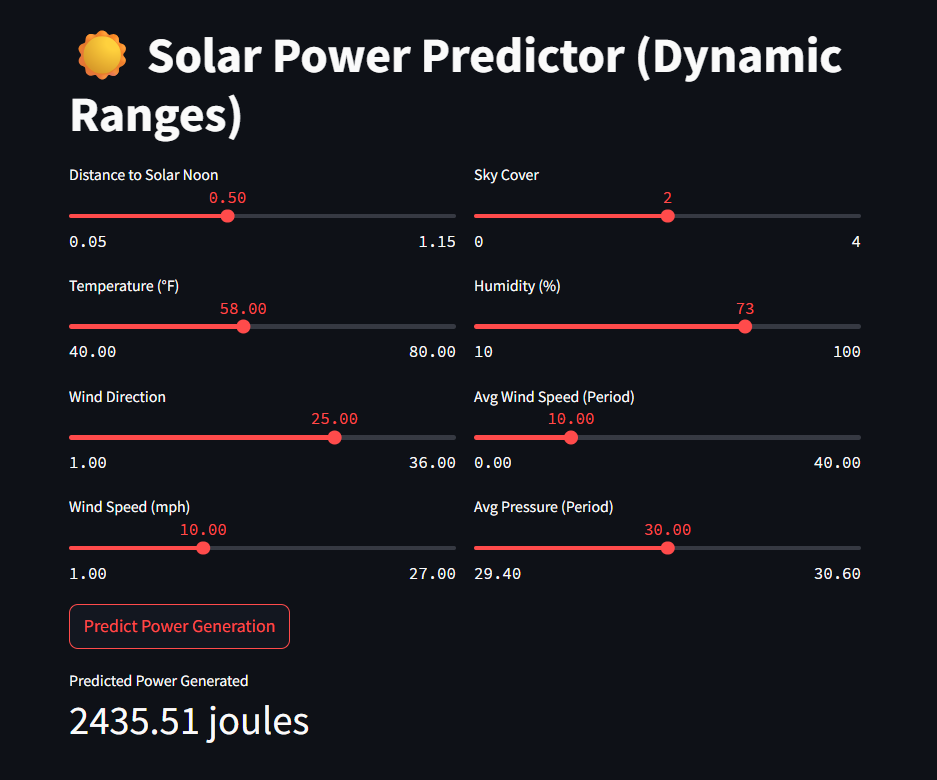 Solar Power Predictor (Dynamic
Ranges)
Distance to Solar Noon
0.50
0.05 1.15
Sky Cover
2
0 4
Temperature (°F)
58.00
40.00 80.00
Humidity (%)
73
10 100
Wind Direction
25.00
1.00 36.00
Avg Wind Speed (Period)
10.00
0.00 40.00
Wind Speed (mph)
10.00
1.00 27.00
Avg Pressure (Period)
30.00
29.40 30.60
Predict Power Generation
Predicted Power Generated
2435.51 joules